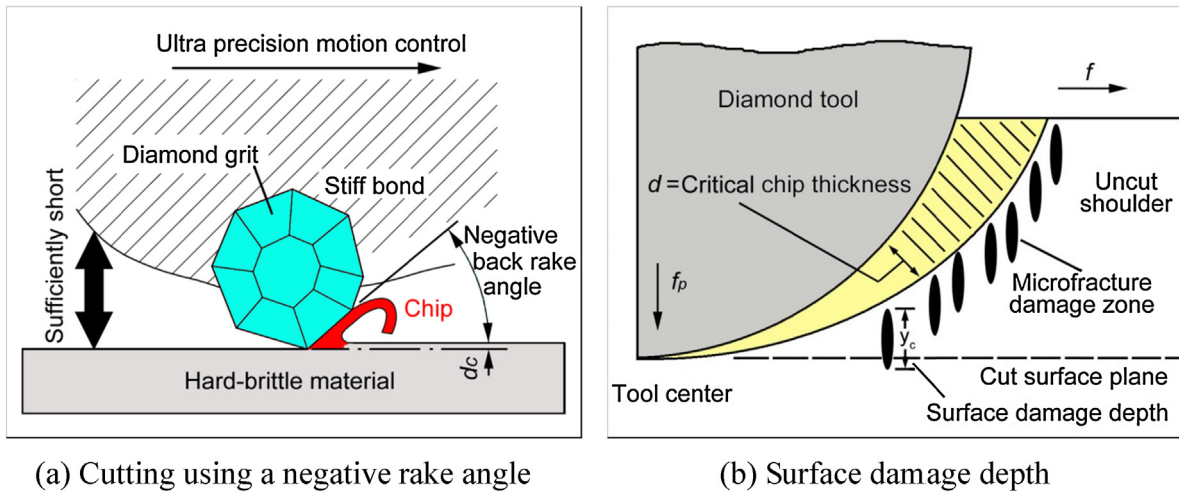 Ultra precision motion control
Diamond grit
Stiff bond
Sufficiently short
Negative
back rake
angle
Chip
dc
Hard-brittle material
(a) Cutting using a negative rake angle
f
Diamond tool
d =Critical chip thickness
Uncut
shoulder
Microfracture
damage zone
fp
yc
Cut surface plane
Tool center
Surface damage depth
(b) Surface damage depth